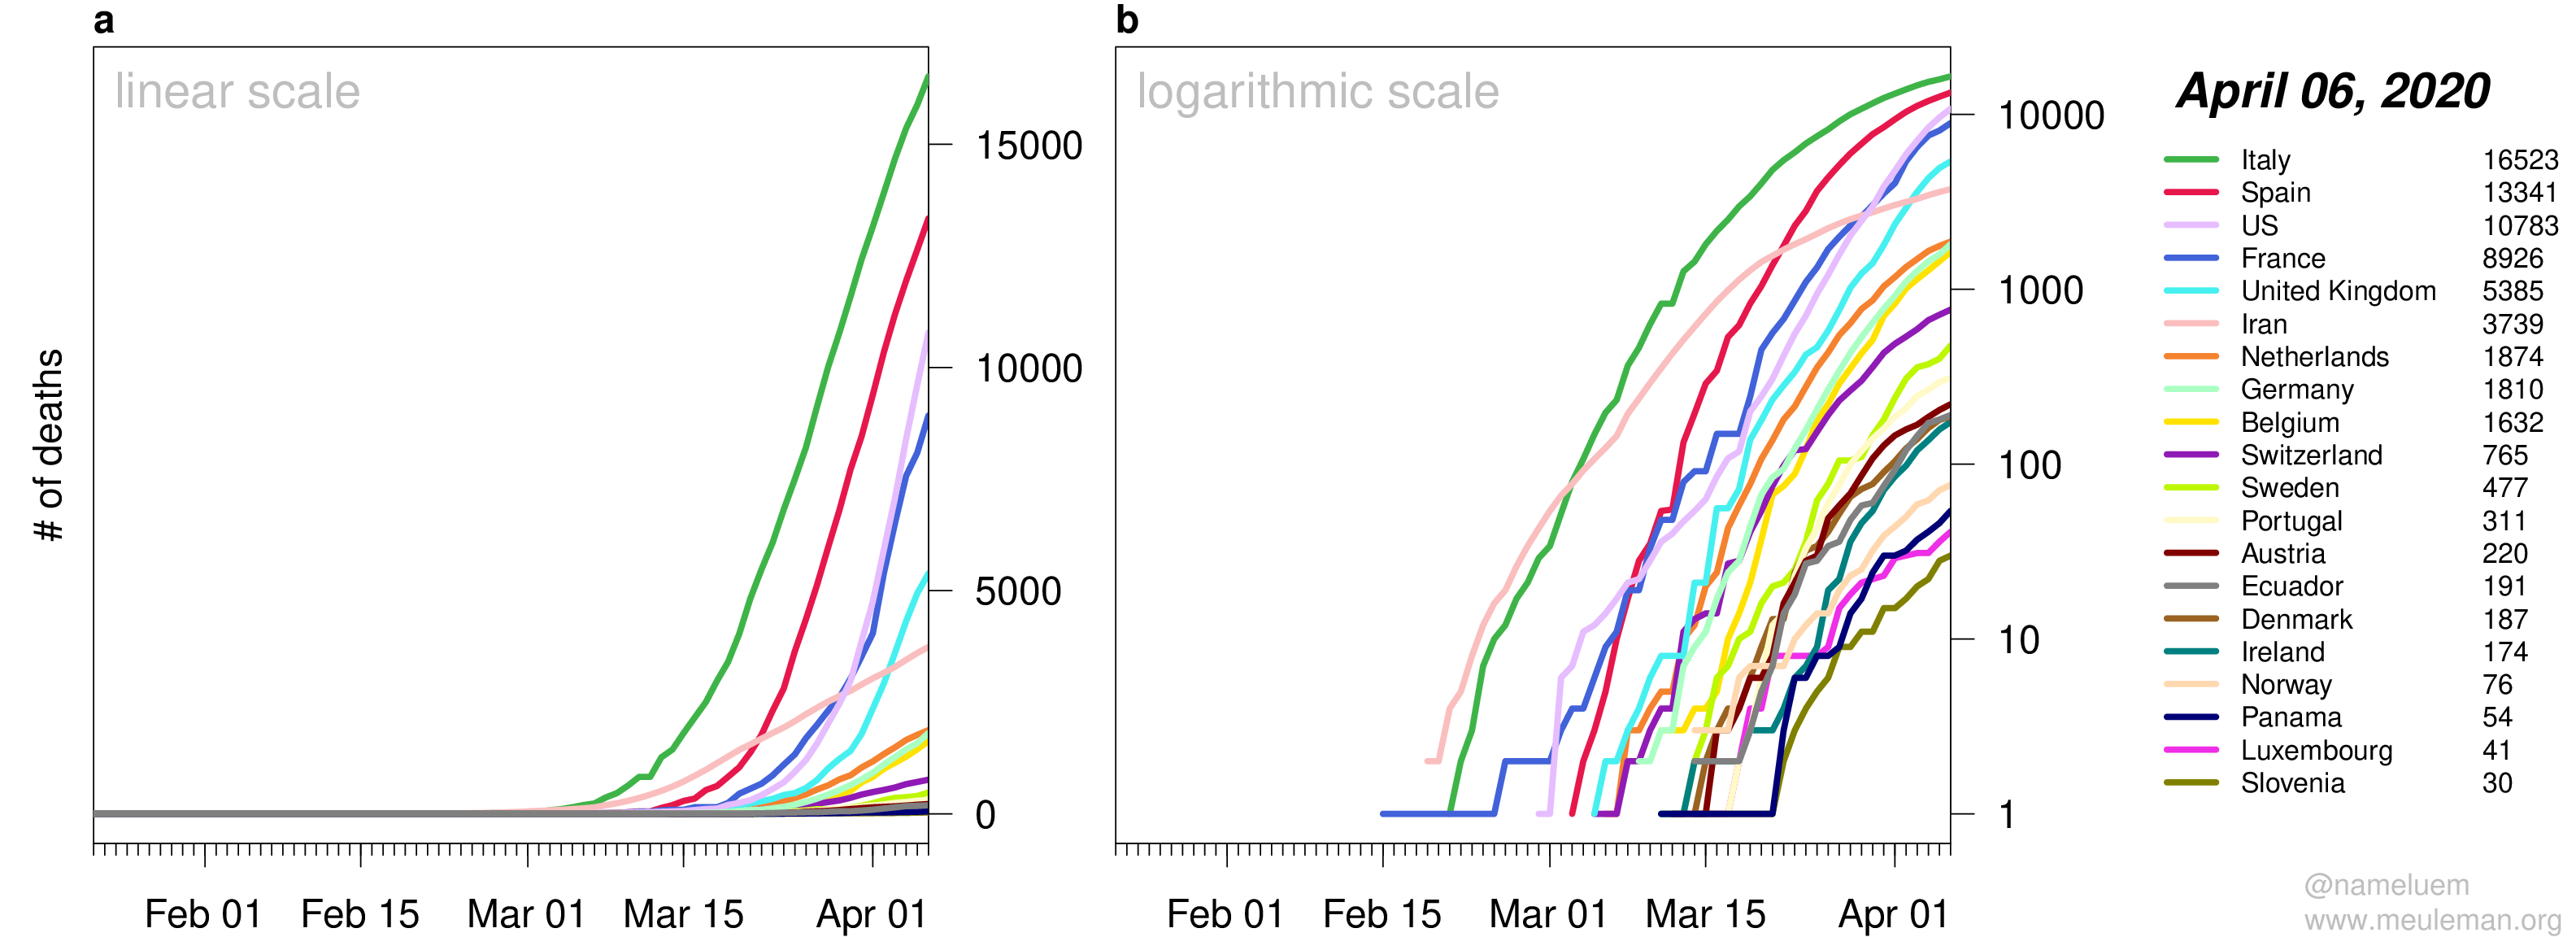 a
linear scale
# of deaths
15000
10000
5000
0
Feb 01 Feb 15 Mar 01 Mar 15 Apr 01
b
logarithmic scale
10000
1000
100
10
1
Feb 01 Feb 15 Mar 01 Mar 15 Apr 01
April 06, 2020
Italy 16523
Spain 13341
US 10783
France 8926
United Kingdom 5385
Iran 3739
Netherlands 1874
Germany 1810
Belgium 1632
Switzerland 765
Sweden 477
Portugal 311
Austria 220
Ecuador 191
Denmark 187
Ireland 174
Norway 76
Panama 54
Luxembourg 41
Slovenia 30
@nameluem
www.meuleman.org